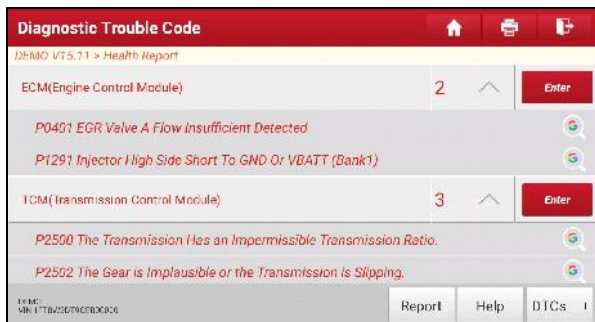 Diagnostic Trouble Code
DEMO V15.11 > Health Report
ECM(Engine Control Module) 2 Enter
P0401 EGR Valve A Flow Insufficient Detected
P1291 Injector High Side Short To GND Or VBATT (Bank1)
TCM(Transmission Control Module) 3 Enter
P2500 The Transmission Has an Impermissible Transmission Ratio.
P2502 The Gear is Implausible or the Transmission is Slipping.
DEMO
VIN
Report Help DTCs